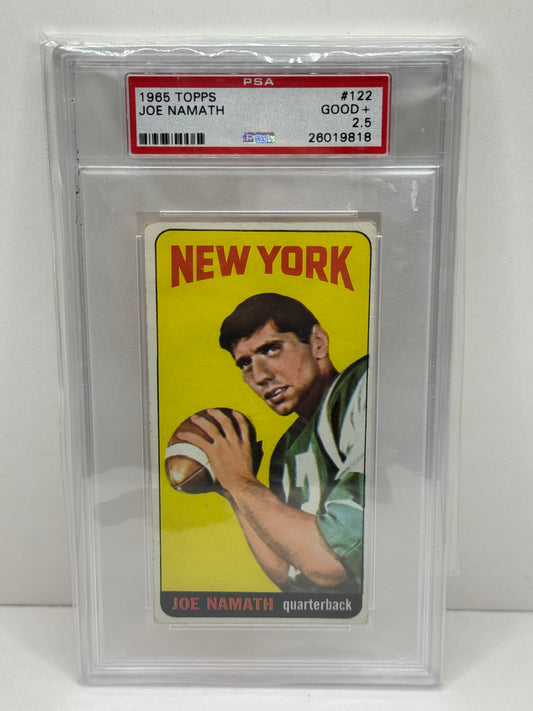 PSA
1965 TOPPS #122
JOE NAMATH GOOD +
2.5
26019818
NEW YORK
JOE NAMATH quarterback